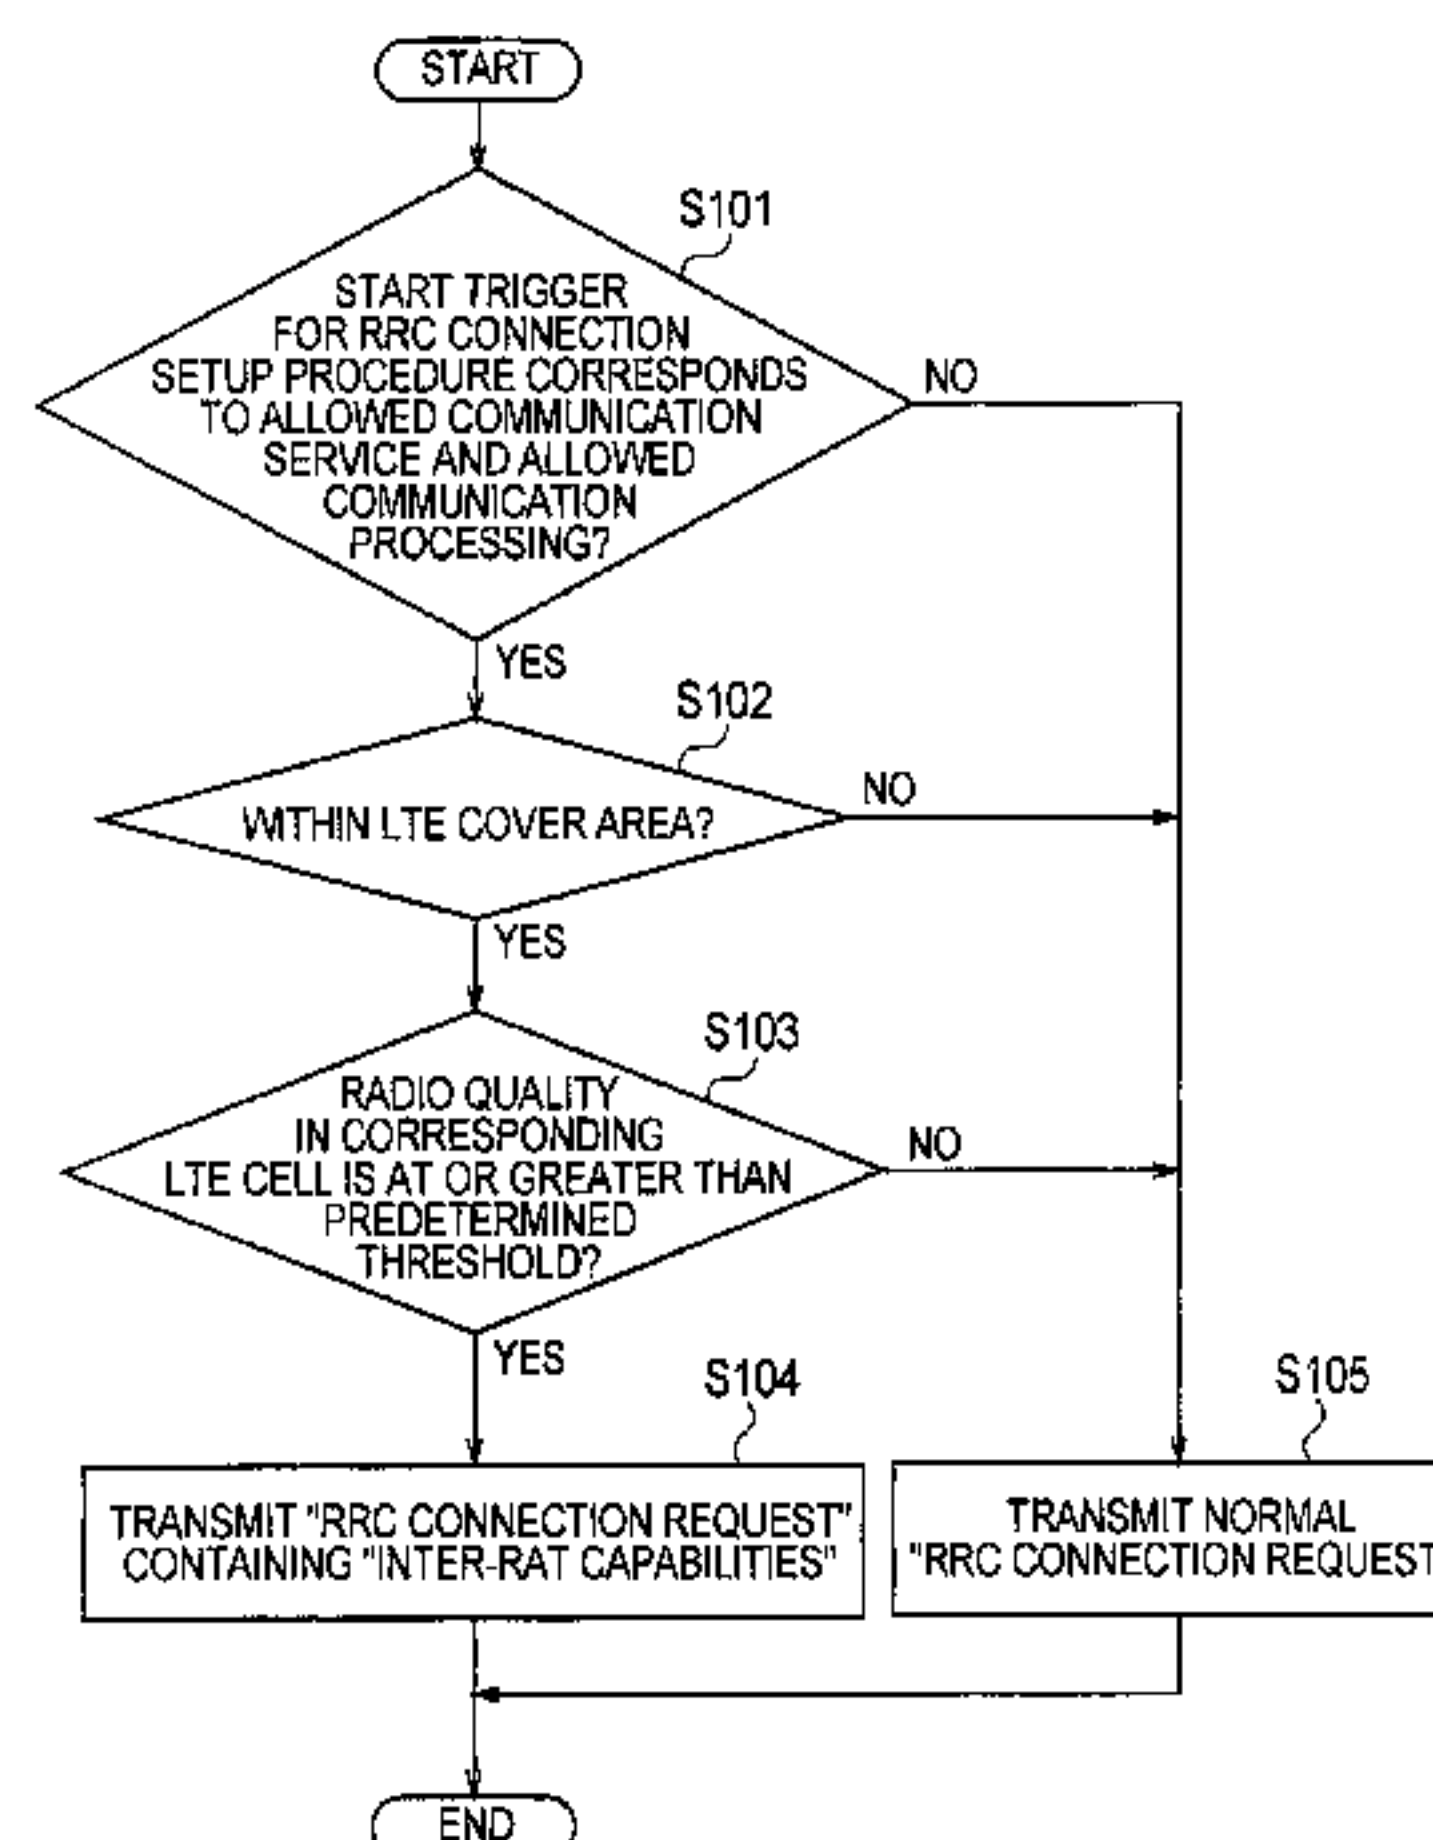 START
S101
START TRIGGER
FOR RRC CONNECTION
SETUP PROCEDURE CORRESPONDS
TO ALLOWED COMMUNICATION
SERVICE AND ALLOWED
COMMUNICATION
PROCESSING?
NO
YES
S102
WITHIN LTE COVER AREA?
NO
YES
S103
RADIO QUALITY
IN CORRESPONDING
LTE CELL IS AT OR GREATER THAN
PREDETERMINED
THRESHOLD?
NO
YES
S104
TRANSMIT "RRC CONNECTION REQUEST"
CONTAINING "INTER-RAT CAPABILITIES"
S105
TRANSMIT NORMAL
"RRC CONNECTION REQUEST
END